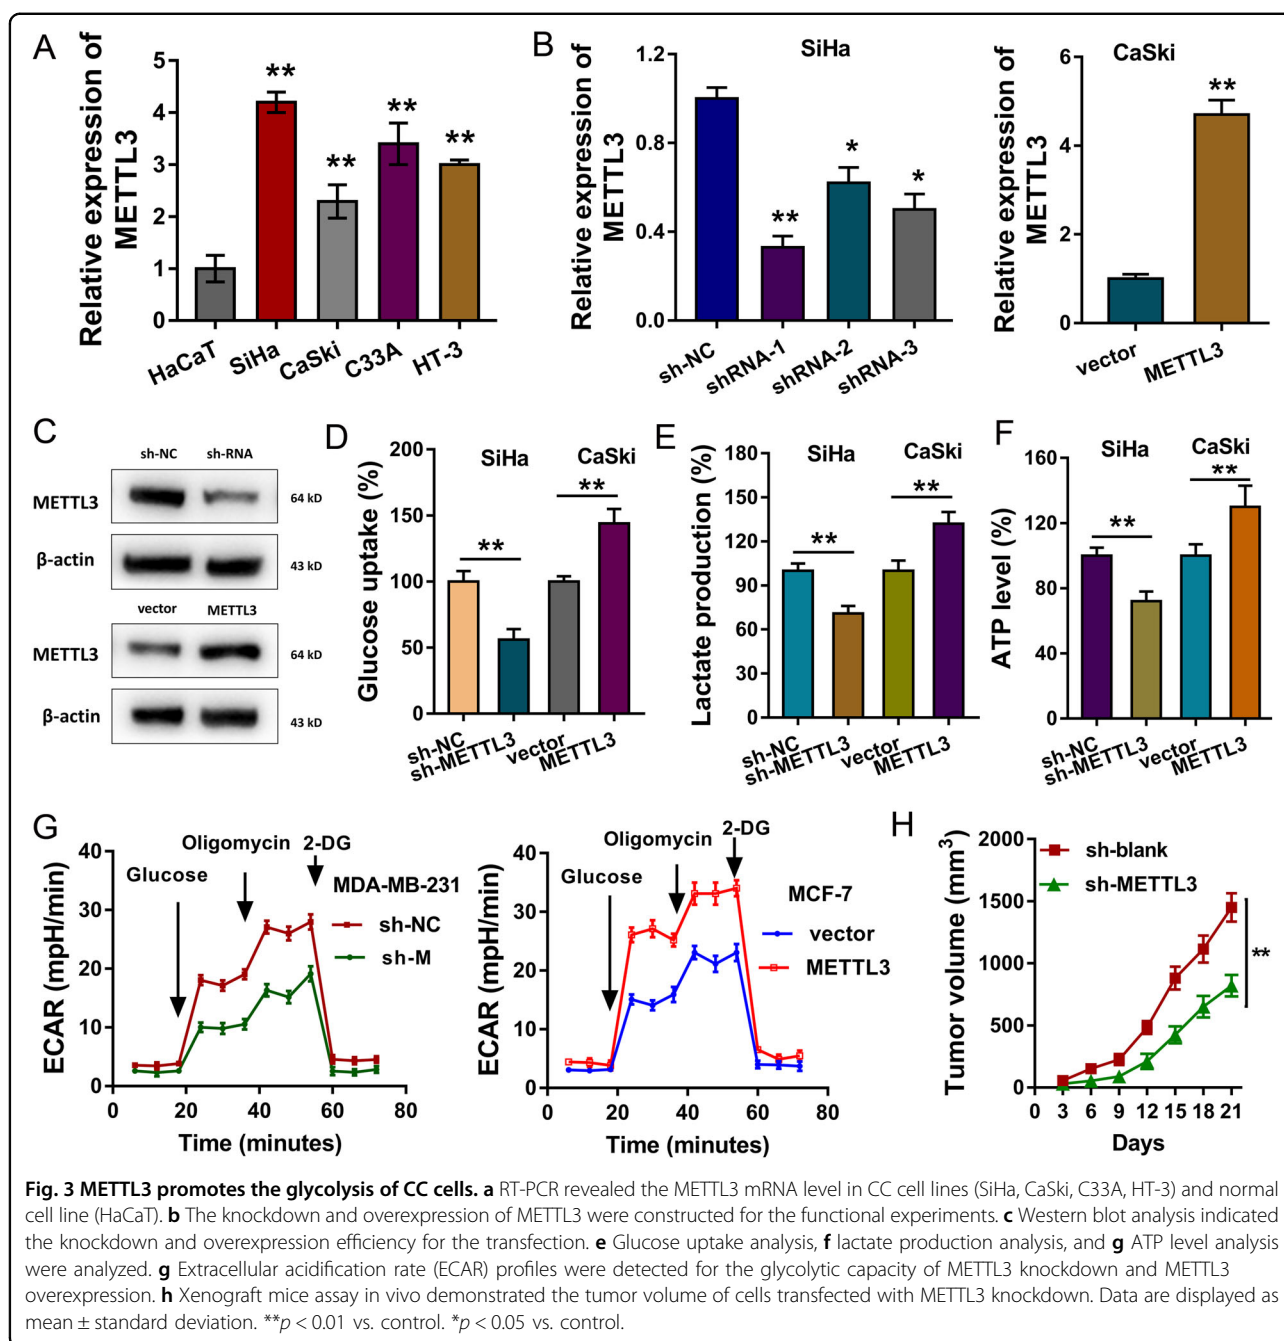 A
Relative expression of
METTL3
5
4
3
2
1
0
**
**
**
**
HaCaT
SiHa
CaSki
C33A
HT-3
B
SiHa
Relative expression of
METTL3
1.2
0.8
0.4
0.0
**
*
*
sh-NC
shRNA-1
shRNA-2
shRNA-3
CaSki
Relative expression of
METTL3
6
4
2
0
**
vector
METTL3
C
sh-NC sh-RNA
METTL3 64 kD
β-actin 43 kD
vector METTL3
METTL3 64 kD
β-actin 43 kD
D
Glucose uptake (%)
200
150
100
50
0
SiHa CaSki
**
**
sh-NC
sh-METTL3
vector
METTL3
E
Lactate production (%)
180
150
120
90
60
30
0
SiHa CaSki
**
**
sh-NC
sh-METTL3
vector
METTL3
F
ATP level (%)
160
120
80
40
0
SiHa CaSki
**
**
sh-NC
sh-METTL3
vector
METTL3
G
ECAR (mpH/min)
40
30
20
10
0
Glucose
Oligomycin
2-DG
MDA-MB-231
sh-NC
sh-M
0 20 40 60 80
Time (minutes)
ECAR (mpH/min)
40
30
20
10
0
Glucose
Oligomycin
2-DG
MCF-7
vector
METTL3
0 20 40 60 80
Time (minutes)
H
Tumor volume (mm³)
2000
1500
1000
500
0
sh-blank
sh-METTL3
**
0 3 6 9 12 15 18 21
Days
Fig. 3 METTL3 promotes the glycolysis of CC cells. a RT-PCR revealed the METTL3 mRNA level in CC cell lines (SiHa, CaSki, C33A, HT-3) and normal
cell line (HaCaT). b The knockdown and overexpression of METTL3 were constructed for the functional experiments. c Western blot analysis indicated
the knockdown and overexpression efficiency for the transfection. e Glucose uptake analysis, f lactate production analysis, and g ATP level analysis
were analyzed. g Extracellular acidification rate (ECAR) profiles were detected for the glycolytic capacity of METTL3 knockdown and METTL3
overexpression. h Xenograft mice assay in vivo demonstrated the tumor volume of cells transfected with METTL3 knockdown. Data are displayed as
mean ± standard deviation. **p < 0.01 vs. control. *p < 0.05 vs. control.